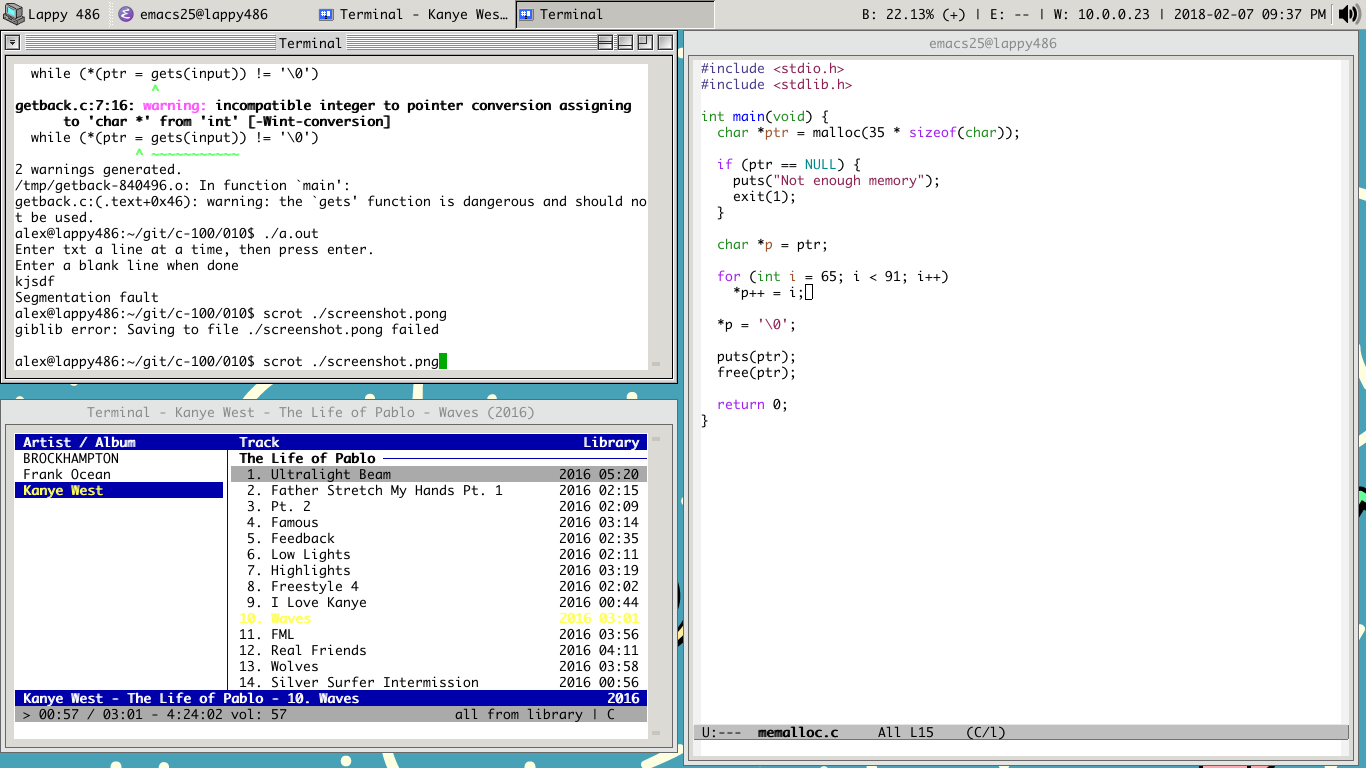 Lappy 486 emacs25@lappy486 Terminal - Kanye Wes… Terminal B: 22.13% (+) | E: -- | W: 10.0.0.23 | 2018-02-07 09:37 PM
Terminal
while (*(ptr = gets(input)) != '\0')
^
getback.c:7:16: warning: incompatible integer to pointer conversion assigning
to 'char *' from 'int' [-Wint-conversion]
while (*(ptr = gets(input)) != '\0')
^ ~~~~~~~~~~~
2 warnings generated.
/tmp/getback-840496.o: In function `main':
getback.c:(.text+0x46): warning: the `gets' function is dangerous and should no
t be used.
alex@lappy486:~/git/c-100/010$ ./a.out
Enter txt a line at a time, then press enter.
Enter a blank line when done
kjsdf
Segmentation fault
alex@lappy486:~/git/c-100/010$ scrot ./screenshot.pong
giblib error: Saving to file ./screenshot.pong failed
alex@lappy486:~/git/c-100/010$ scrot ./screenshot.png
Terminal - Kanye West - The Life of Pablo - Waves (2016)
Artist / Album Track Library
BROCKHAMPTON The Life of Pablo
Frank Ocean 1. Ultralight Beam 2016 05:20
Kanye West 2. Father Stretch My Hands Pt. 1 2016 02:15
3. Pt. 2 2016 02:09
4. Famous 2016 03:14
5. Feedback 2016 02:35
6. Low Lights 2016 02:11
7. Highlights 2016 03:19
8. Freestyle 4 2016 02:02
9. I Love Kanye 2016 00:44
10. Waves 2016 03:01
11. FML 2016 03:56
12. Real Friends 2016 04:11
13. Wolves 2016 03:58
14. Silver Surfer Intermission 2016 00:56
Kanye West - The Life of Pablo - 10. Waves 2016
> 00:57 / 03:01 - 4:24:02 vol: 57 all from library | C
emacs25@lappy486
#include <stdio.h>
#include <stdlib.h>
int main(void) {
char *ptr = malloc(35 * sizeof(char));
if (ptr == NULL) {
puts("Not enough memory");
exit(1);
}
char *p = ptr;
for (int i = 65; i < 91; i++)
*p++ = i;
*p = '\0';
puts(ptr);
free(ptr);
return 0;
}
U:--- memalloc.c All L15 (C/l)